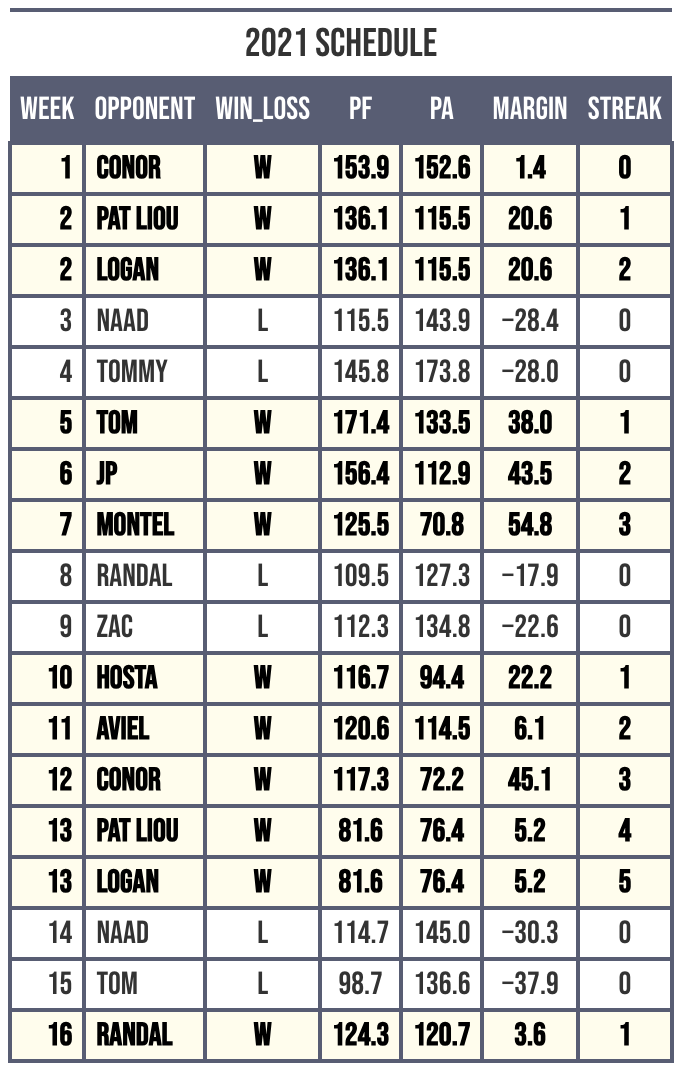 2021 SCHEDULE
WEEK OPPONENT WIN_LOSS PF PA MARGIN STREAK
1 CONOR W 153.9 152.6 1.4 0
2 PAT LIOU W 136.1 115.5 20.6 1
2 LOGAN W 136.1 115.5 20.6 2
3 NAAD L 115.5 143.9 −28.4 0
4 TOMMY L 145.8 173.8 −28.0 0
5 TOM W 171.4 133.5 38.0 1
6 JP W 156.4 112.9 43.5 2
7 MONTEL W 125.5 70.8 54.8 3
8 RANDAL L 109.5 127.3 −17.9 0
9 ZAC L 112.3 134.8 −22.6 0
10 HOSTA W 116.7 94.4 22.2 1
11 AVIEL W 120.6 114.5 6.1 2
12 CONOR W 117.3 72.2 45.1 3
13 PAT LIOU W 81.6 76.4 5.2 4
13 LOGAN W 81.6 76.4 5.2 5
14 NAAD L 114.7 145.0 −30.3 0
15 TOM L 98.7 136.6 −37.9 0
16 RANDAL W 124.3 120.7 3.6 1